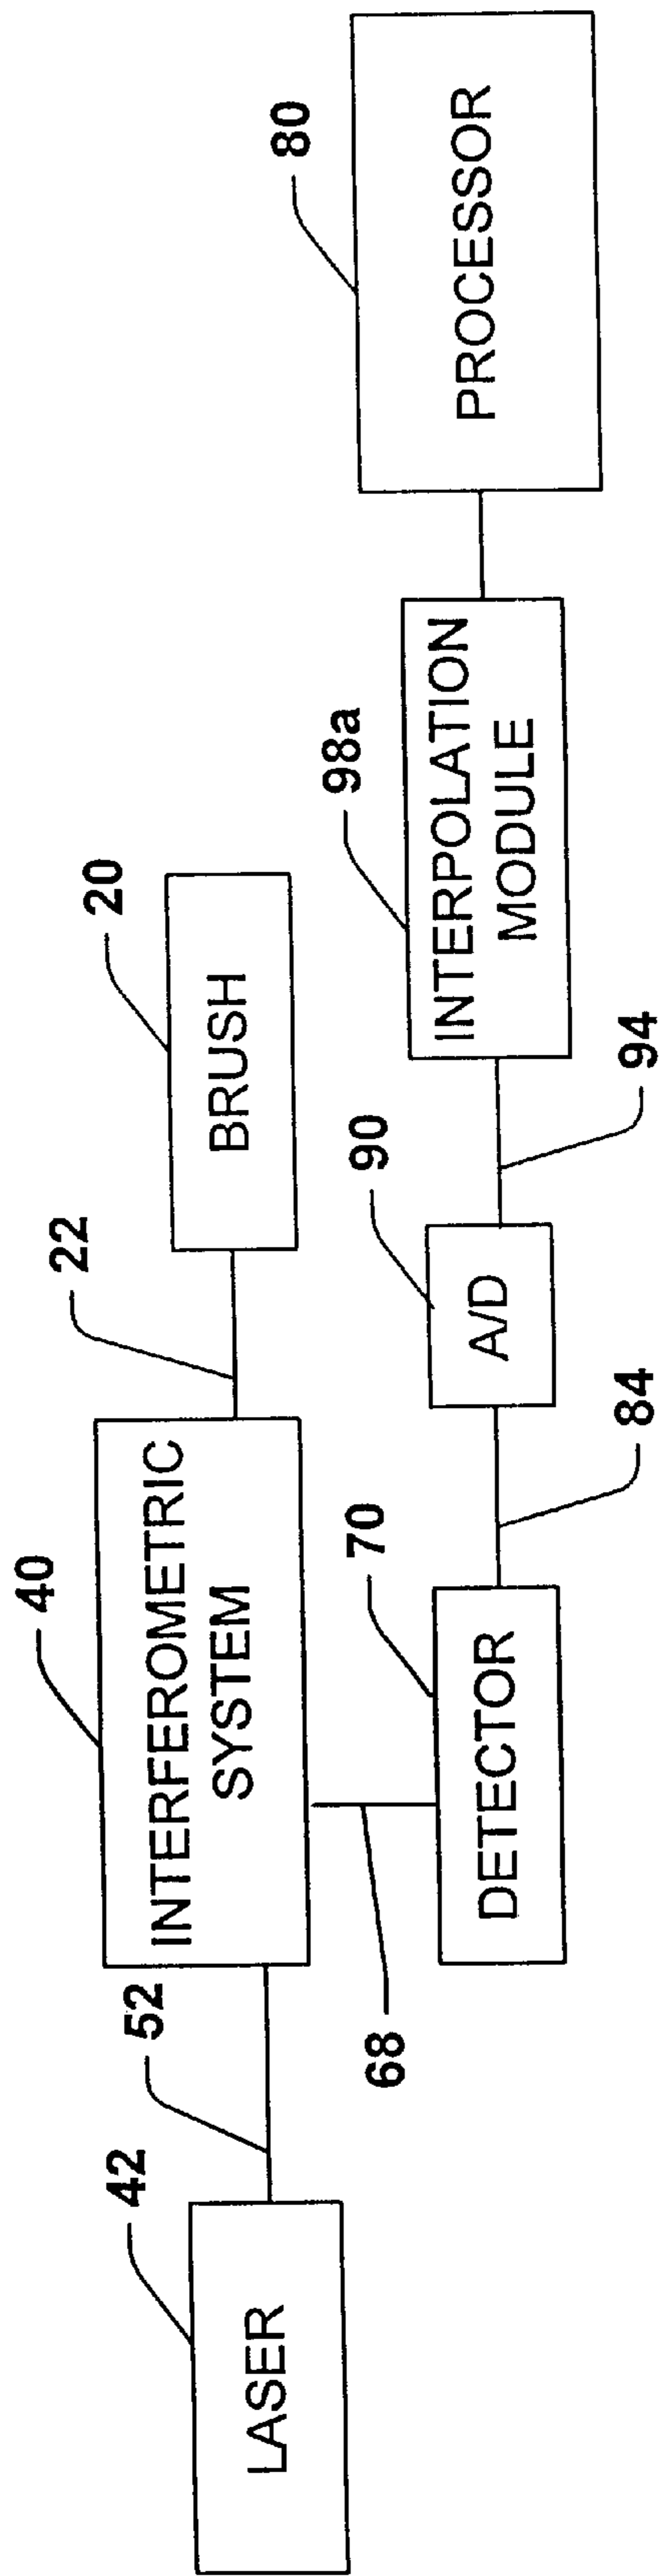 42
LASER
52
40
INTERFEROMETRIC
SYSTEM
22
20
BRUSH
68
70
DETECTOR
84
90
A/D
94
98a
INTERPOLATION
MODULE
80
PROCESSOR